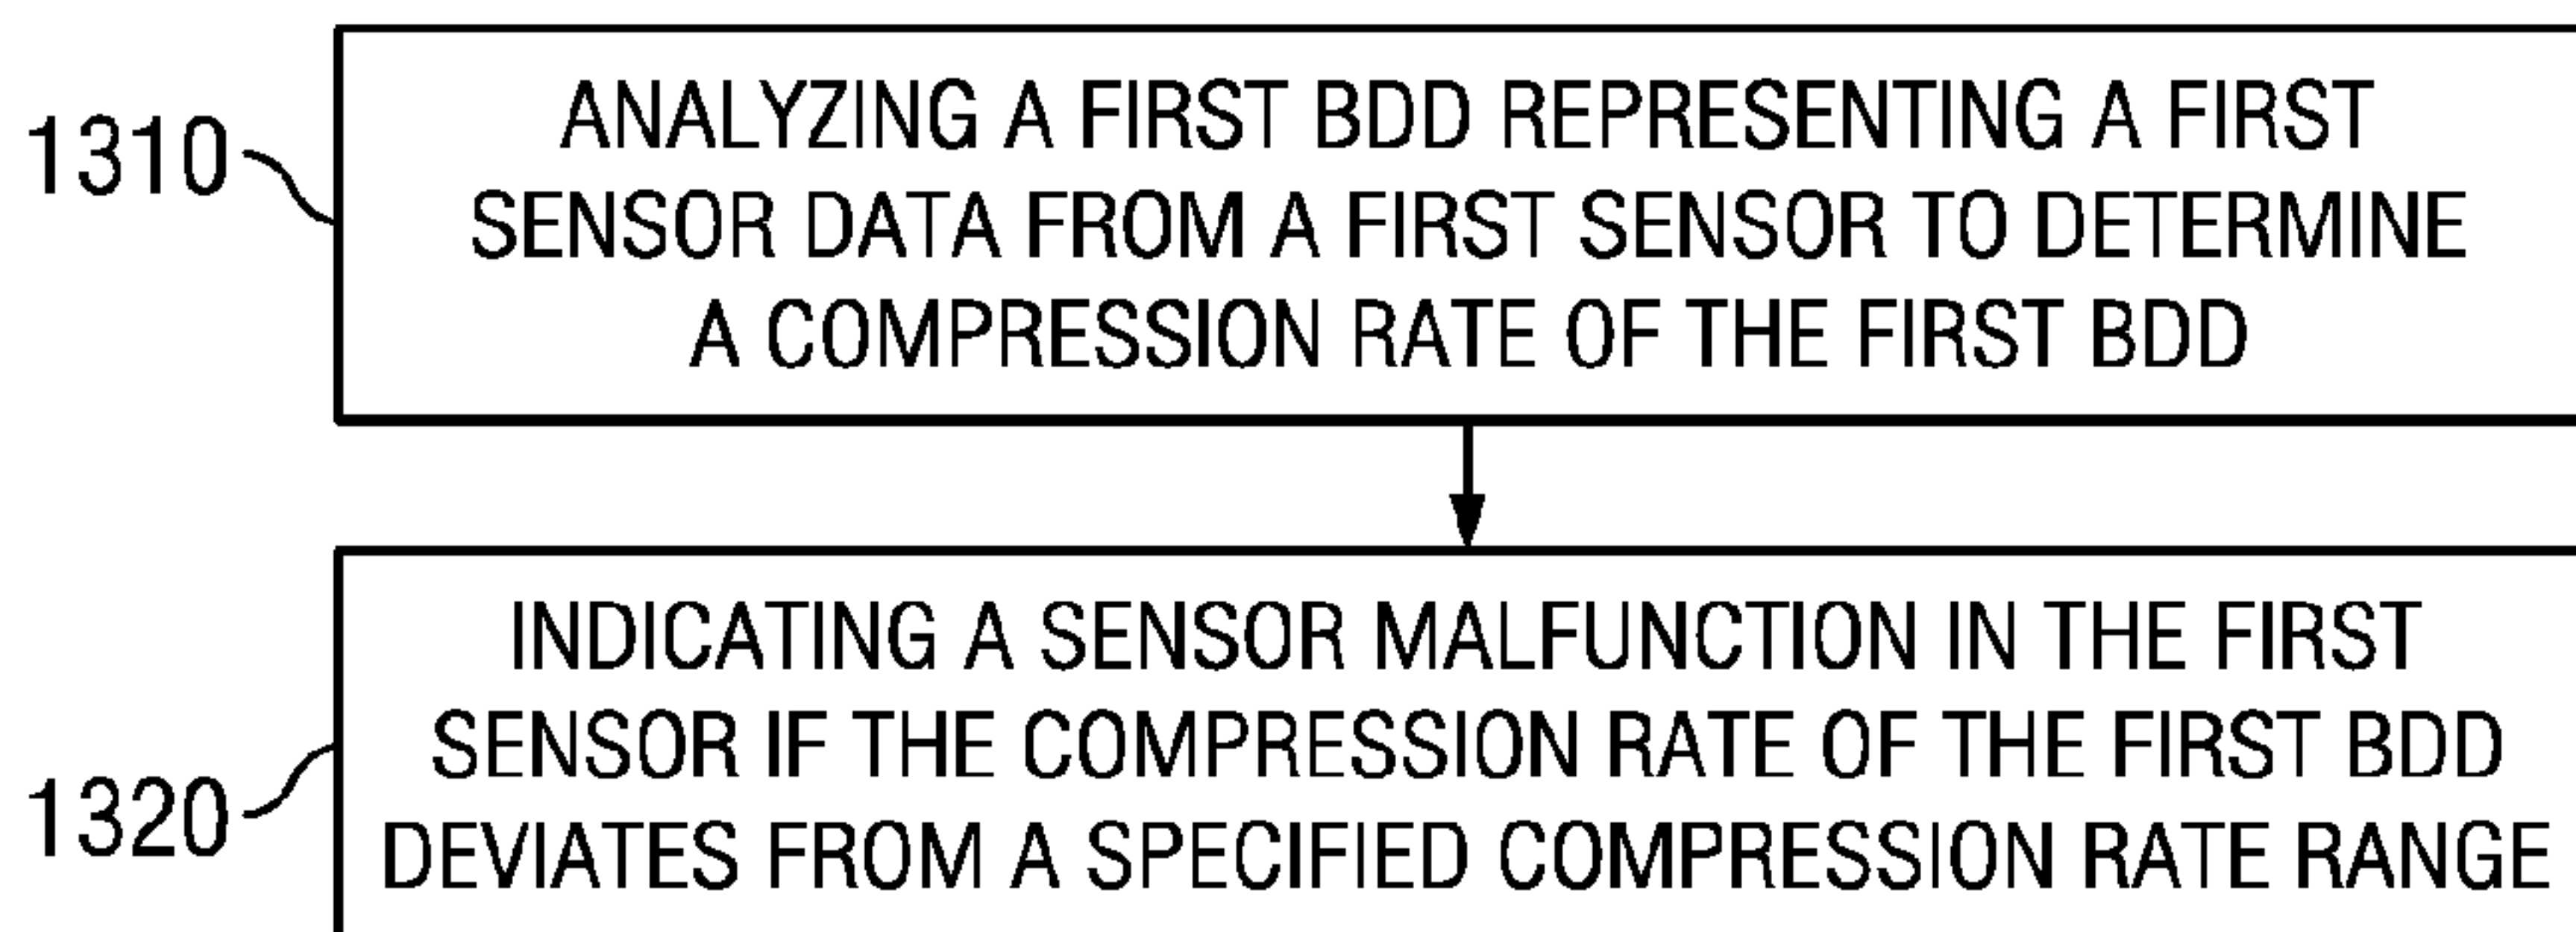 1310
ANALYZING A FIRST BDD REPRESENTING A FIRST
SENSOR DATA FROM A FIRST SENSOR TO DETERMINE
A COMPRESSION RATE OF THE FIRST BDD
1320
INDICATING A SENSOR MALFUNCTION IN THE FIRST
SENSOR IF THE COMPRESSION RATE OF THE FIRST BDD
DEVIATES FROM A SPECIFIED COMPRESSION RATE RANGE